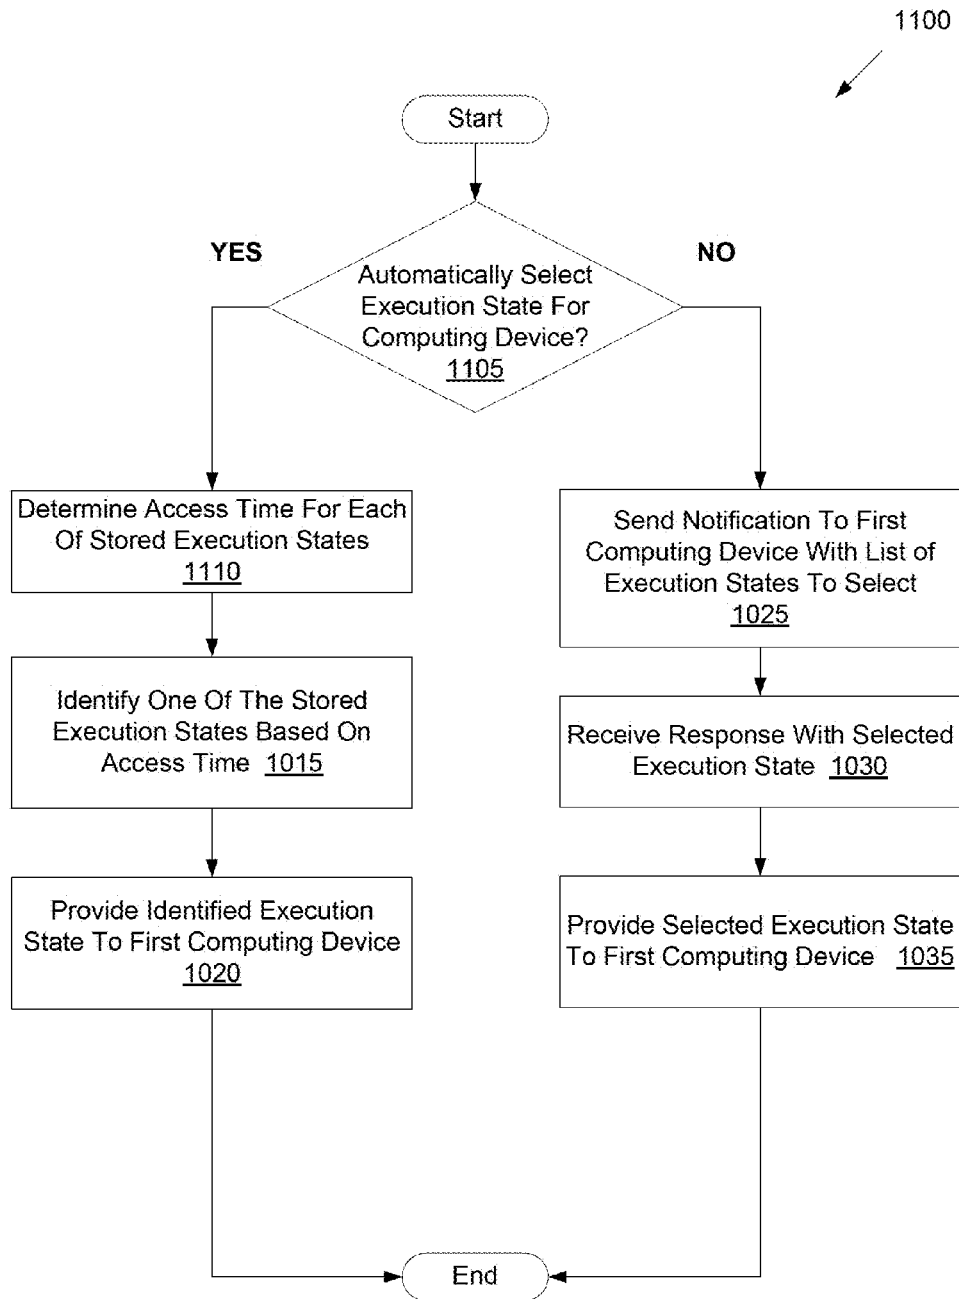 1100
Start
YES
NO
Automatically Select
Execution State For
Computing Device?
1105
Determine Access Time For Each
Of Stored Execution States
1110
Identify One Of The Stored
Execution States Based On
Access Time 1015
Provide Identified Execution
State To First Computing Device
1020
Send Notification To First
Computing Device With List of
Execution States To Select
1025
Receive Response With Selected
Execution State 1030
Provide Selected Execution State
To First Computing Device 1035
End